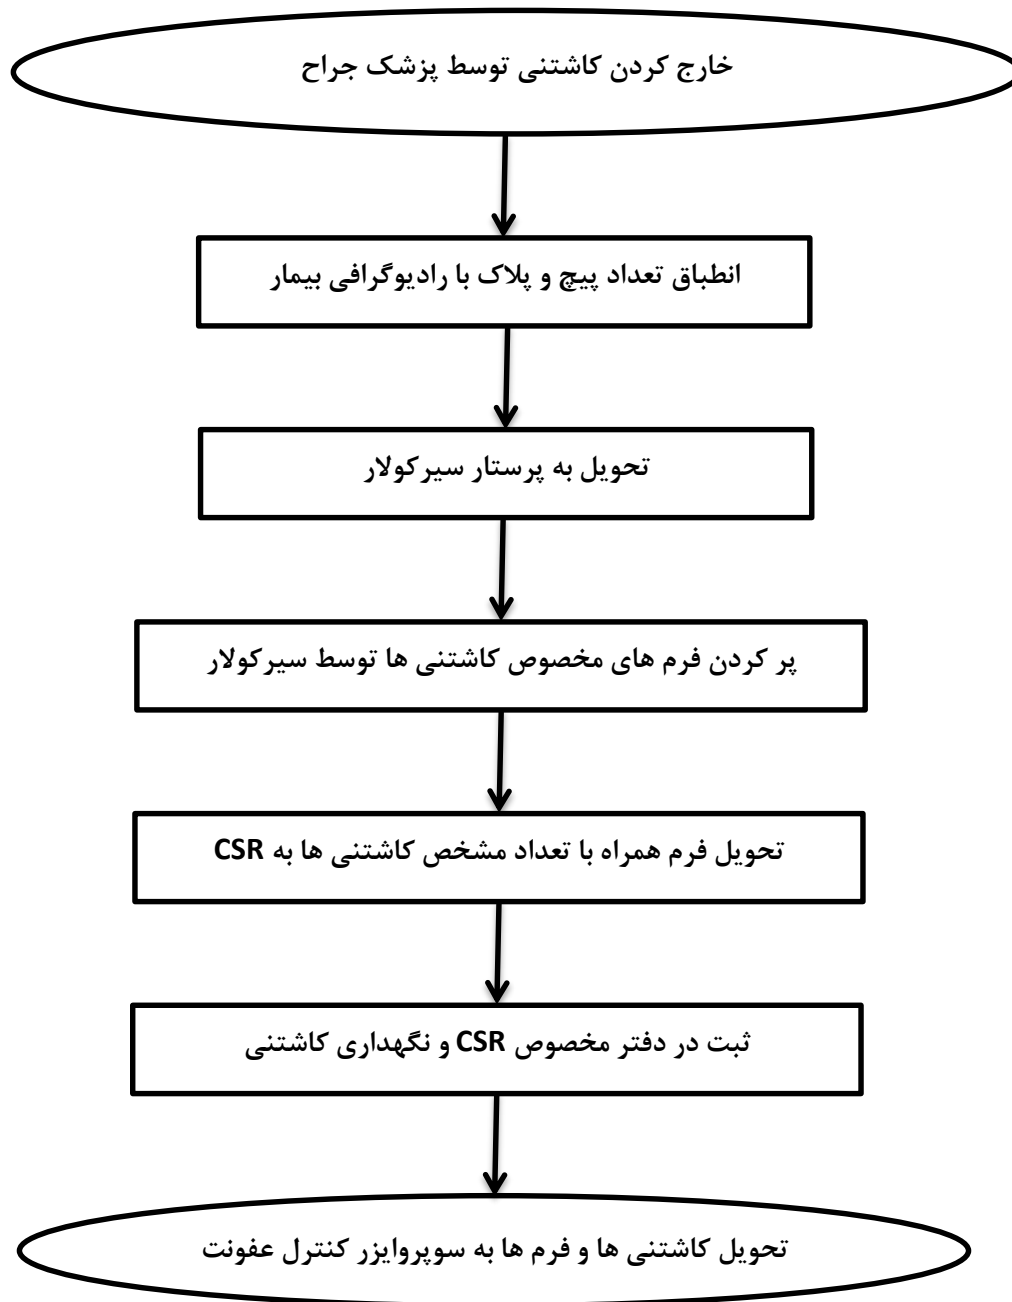 خارج کردن کاشتنی توسط پزشک جراح
انطباق تعداد پیچ و پلاک با رادیوگرافی بیمار
تحویل به پرستار سیرکولار
پر کردن فرم های مخصوص کاشتنی ها توسط سیرکولار
تحویل فرم همراه با تعداد مشخص کاشتنی ها به CSR
ثبت در دفتر مخصوص CSR و نگهداری کاشتنی
تحویل کاشتنی ها و فرم ها به سوپروایزر کنترل عفونت